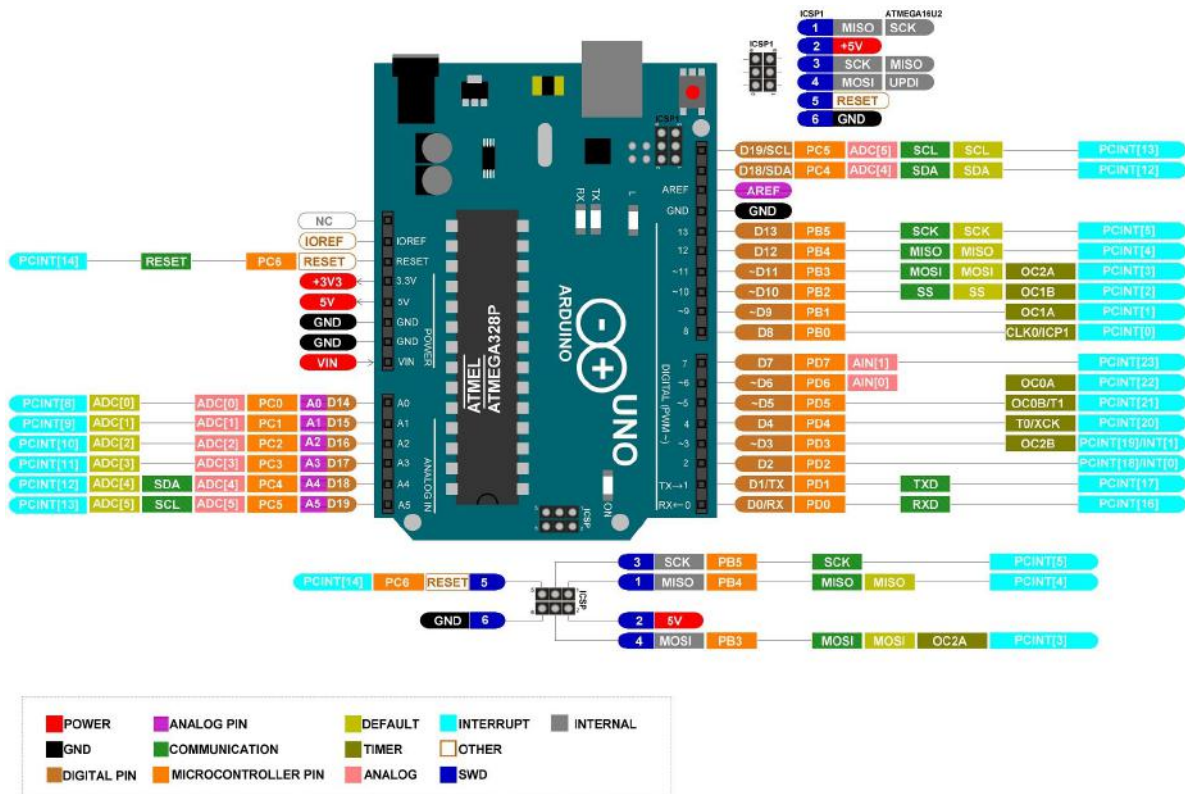 ICSP1 ATMEGA16U2
1 MISO SCK
2 +5V
3 SCK MISO
4 MOSI UPDI
5 RESET
6 GND
ICSP1
ICSP1
D19/SCL PC5 ADC[5] SCL SCL PCINT[13]
D18/SDA PC4 ADC[4] SDA SDA PCINT[12]
AREF AREF
GND GND
13 D13 PB5 SCK SCK PCINT[5]
12 D12 PB4 MISO MISO PCINT[4]
~11 ~D11 PB3 MOSI MOSI OC2A PCINT[3]
~10 ~D10 PB2 SS SS OC1B PCINT[2]
~9 ~D9 PB1 OC1A PCINT[1]
8 D8 PB0 CLK0/ICP1 PCINT[0]
7 D7 PD7 AIN[1] PCINT[23]
~6 ~D6 PD6 AIN[0] OC0A PCINT[22]
~5 ~D5 PD5 OC0B/T1 PCINT[21]
4 D4 PD4 T0/XCK PCINT[20]
~3 ~D3 PD3 OC2B PCINT[19]/INT[1]
2 D2 PD2 PCINT[18]/INT[0]
TX→1 D1/TX PD1 TXD PCINT[17]
RX←0 D0/RX PD0 RXD PCINT[16]
DIGITAL (PWM ~)
RX TX L
NC
IOREF IOREF
PCINT[14] RESET PC6 RESET RESET
+3V3 3.3V
5V 5V
GND GND
GND GND
VIN VIN
POWER
PCINT[8] ADC[0] ADC[0] PC0 A0 D14 A0
PCINT[9] ADC[1] ADC[1] PC1 A1 D15 A1
PCINT[10] ADC[2] ADC[2] PC2 A2 D16 A2
PCINT[11] ADC[3] ADC[3] PC3 A3 D17 A3
PCINT[12] ADC[4] SDA ADC[4] PC4 A4 D18 A4
PCINT[13] ADC[5] SCL ADC[5] PC5 A5 D19 A5
ANALOG IN
ATMEL
ATMEGA328P
ARDUINO
UNO
ON
ICSP
3 SCK PB5 SCK PCINT[5]
PCINT[14] PC6 RESET 5
1 MISO PB4 MISO MISO PCINT[4]
ICSP
GND 6
2 5V
4 MOSI PB3 MOSI MOSI OC2A PCINT[3]
POWER ANALOG PIN DEFAULT INTERRUPT INTERNAL
GND COMMUNICATION TIMER OTHER
DIGITAL PIN MICROCONTROLLER PIN ANALOG SWD